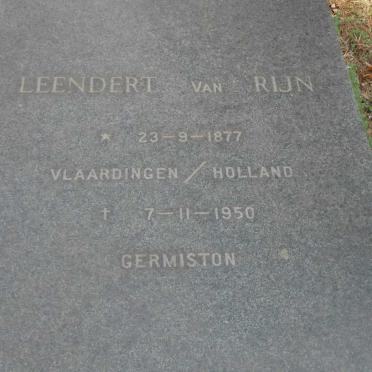 LEENDERT VAN RIJN
* 23-9-1877
VLAARDINGEN/HOLLAND
† 7-11-1950
GERMISTON